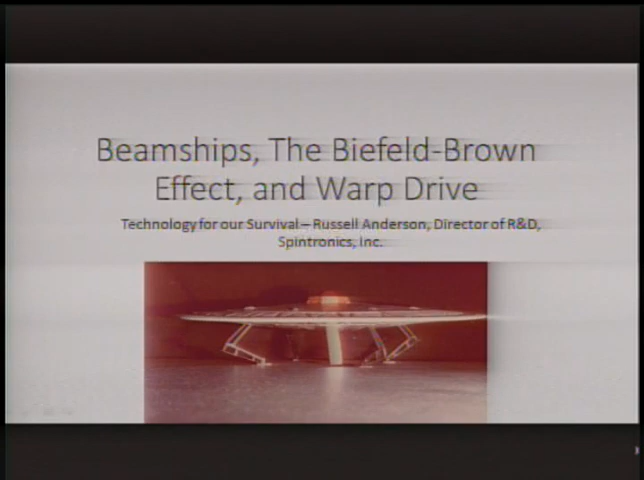 Beamships, The Biefeld-Brown
Effect, and Warp Drive
Technology for our Survival – Russell Anderson, Director of R&D,
Spintronics, Inc.